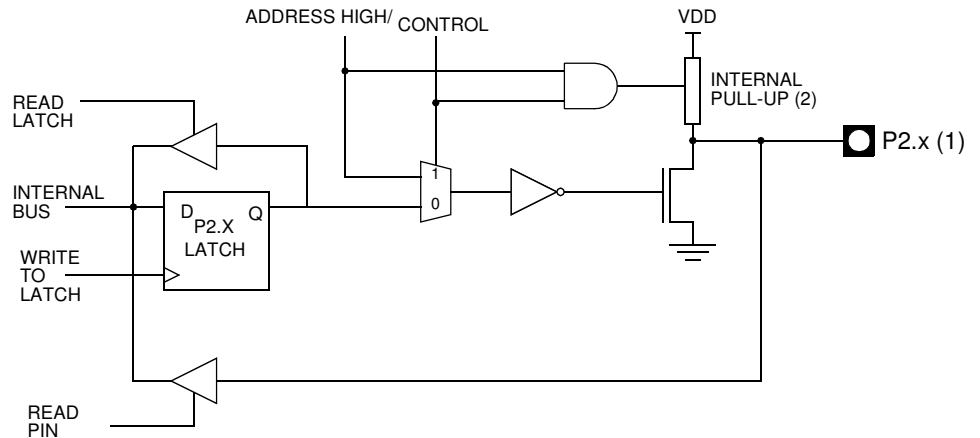 ADDRESS HIGH/ CONTROL
VDD
INTERNAL
PULL-UP (2)
READ
LATCH
P2.x (1)
1
0
INTERNAL
BUS
D Q
P2.X
LATCH
WRITE
TO
LATCH
READ
PIN